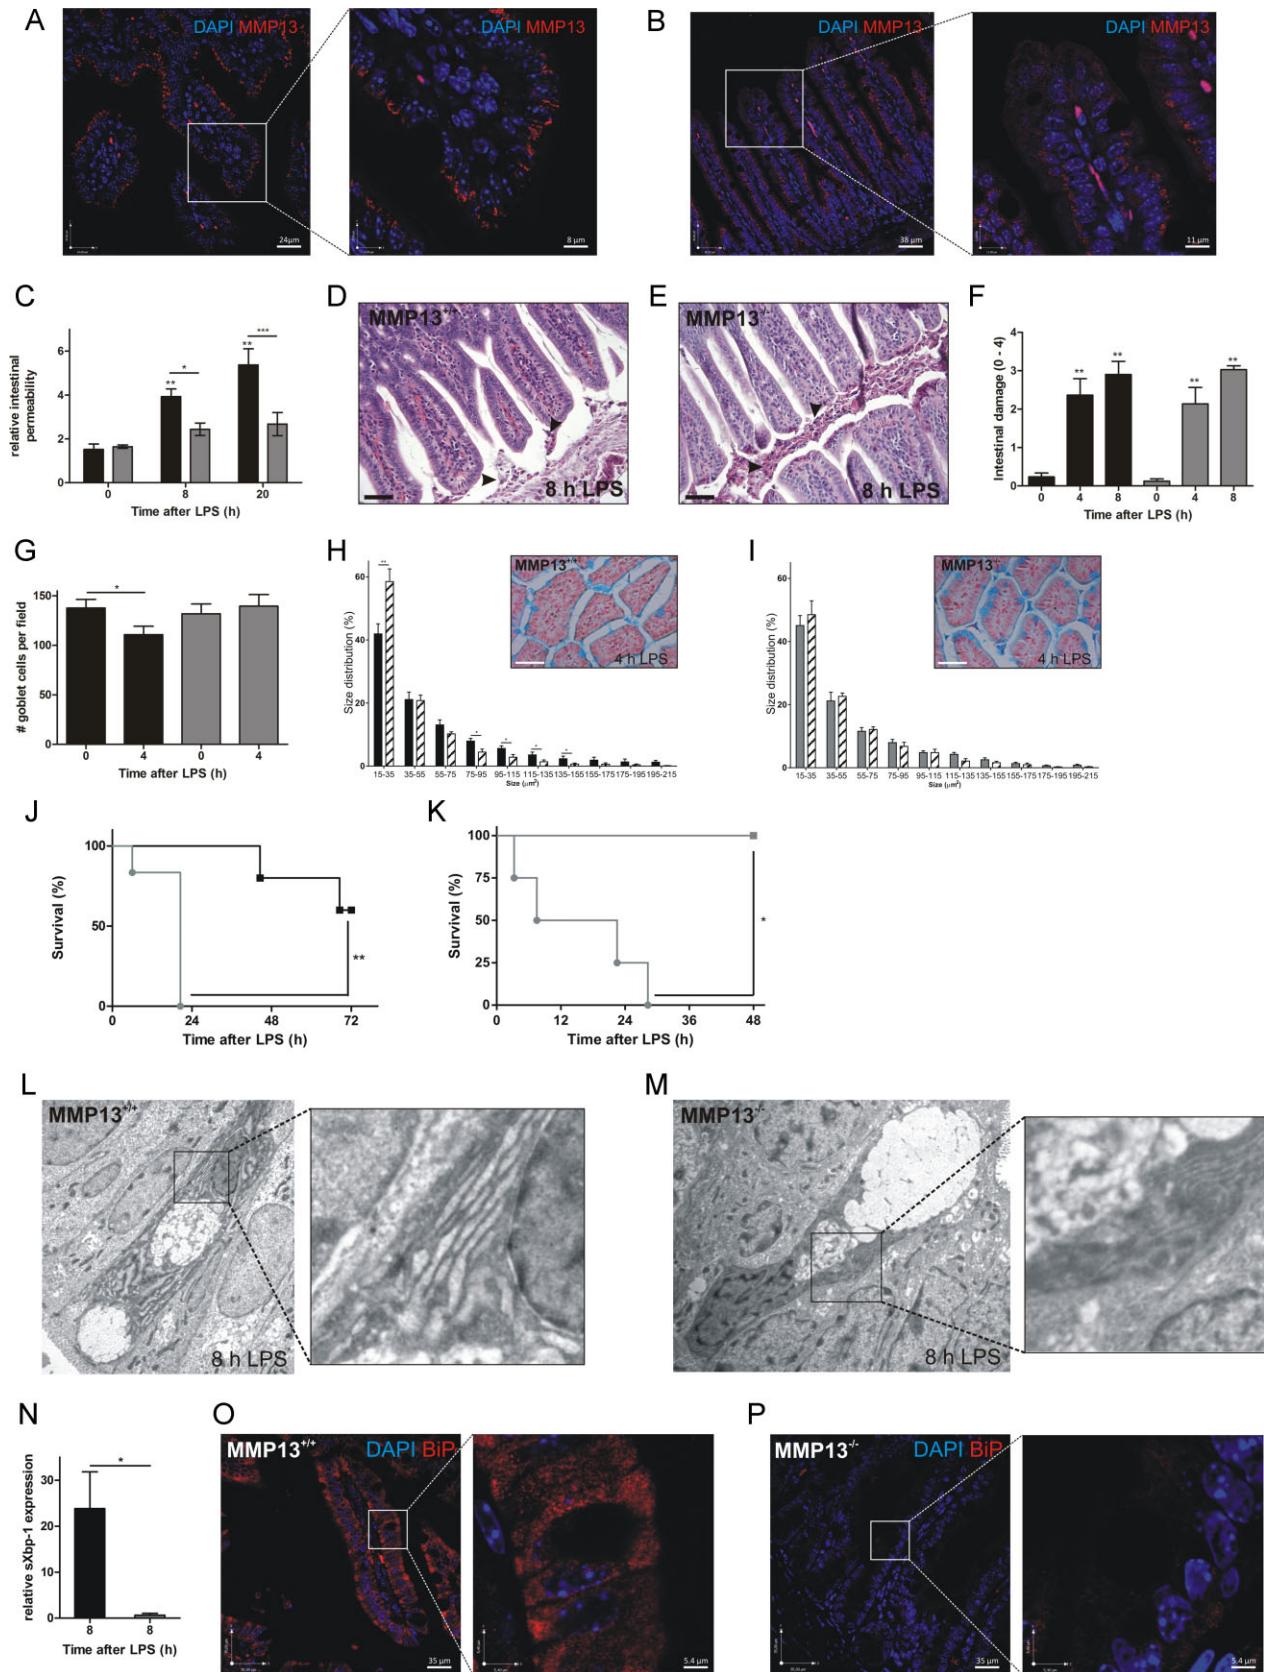 A
DAPI MMP13
DAPI MMP13
24µm
8 µm
B
DAPI MMP13
DAPI MMP13
38 µm
11 µm
C
relative intestinal
permeability
6
4
2
0
**
*
**
***
0
8
20
Time after LPS (h)
D
MMP13+/+
8 h LPS
E
MMP13-/-
8 h LPS
F
Intestinal damage (0 - 4)
4
3
2
1
0
**
**
**
**
0
4
8
0
4
8
Time after LPS (h)
G
# goblet cells per field
150
100
50
0
*
0
4
0
4
Time after LPS (h)
H
Size distribution (%)
60
40
20
0
**
*
*
*
*
15-35
35-55
55-75
75-95
95-115
115-135
135-155
155-175
175-195
195-215
Size (µm²)
MMP13+/+
4 h LPS
I
Size distribution (%)
60
40
20
0
15-35
35-55
55-75
75-95
95-115
115-135
135-155
155-175
175-195
195-215
Size (µm²)
MMP13-/-
4 h LPS
J
Survival (%)
100
50
0
**
0
24
48
72
Time after LPS (h)
K
Survival (%)
100
75
50
25
0
*
0
12
24
36
48
Time after LPS (h)
L
MMP13+/+
8 h LPS
M
MMP13-/-
8 h LPS
N
relative sXbp-1 expression
30
20
10
0
*
8
8
Time after LPS (h)
O
MMP13+/+
DAPI BiP
35 µm
5.4 µm
P
MMP13-/-
DAPI BiP
35 µm
5.4 µm